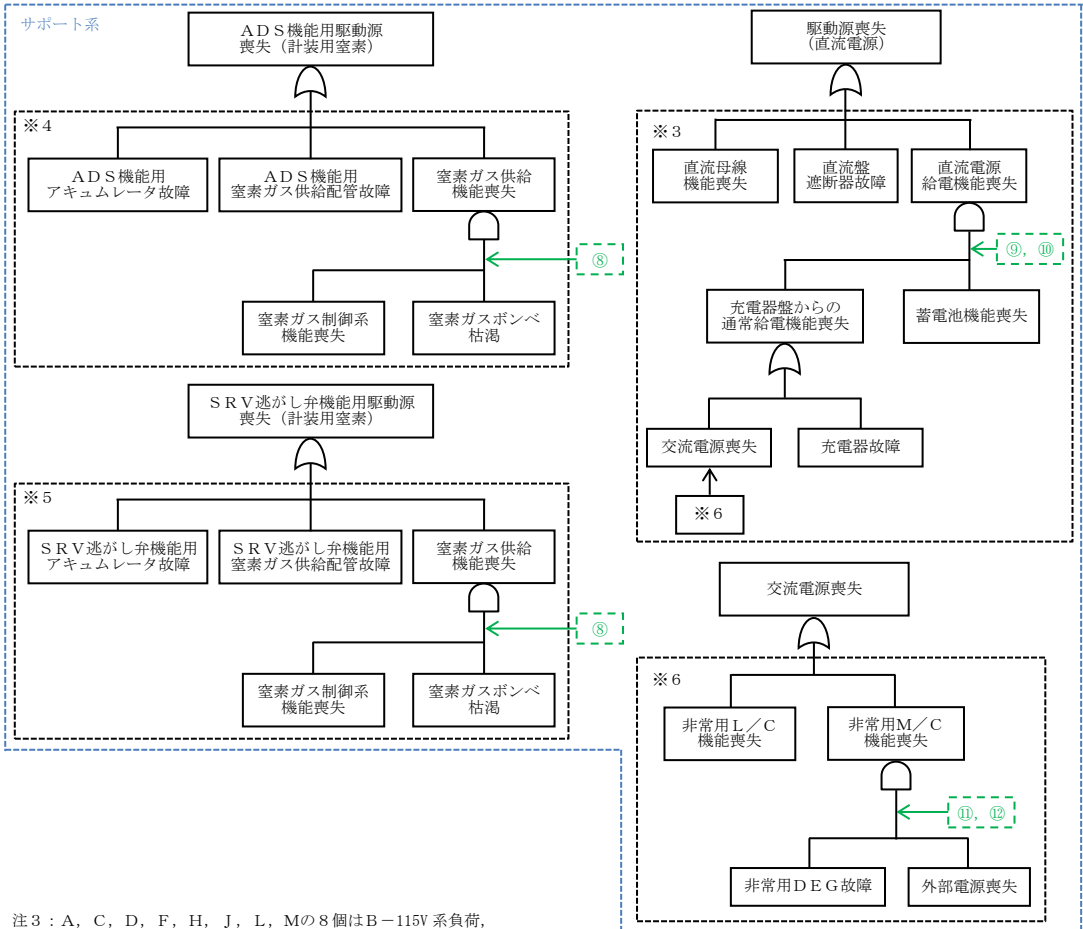 サポート系
ＡＤＳ機能用駆動源
喪失（計装用窒素）
※４
ＡＤＳ機能用
アキュムレータ故障
ＡＤＳ機能用
窒素ガス供給配管故障
窒素ガス供給
機能喪失
⑧
窒素ガス制御系
機能喪失
窒素ガスボンベ
枯渇
ＳＲＶ逃がし弁機能用駆動源
喪失（計装用窒素）
※５
ＳＲＶ逃がし弁機能用
アキュムレータ故障
ＳＲＶ逃がし弁機能用
窒素ガス供給配管故障
窒素ガス供給
機能喪失
⑧
窒素ガス制御系
機能喪失
窒素ガスボンベ
枯渇
駆動源喪失
（直流電源）
※３
直流母線
機能喪失
直流盤
遮断器故障
直流電源
給電機能喪失
⑨，⑩
充電器盤からの
通常給電機能喪失
蓄電池機能喪失
交流電源喪失
充電器故障
※６
交流電源喪失
※６
非常用Ｌ／Ｃ
機能喪失
非常用Ｍ／Ｃ
機能喪失
⑪，⑫
非常用ＤＥＧ故障
外部電源喪失
注３：Ａ，Ｃ，Ｄ，Ｆ，Ｈ，Ｊ，Ｌ，Ｍの８個はＢ－115V 系負荷，